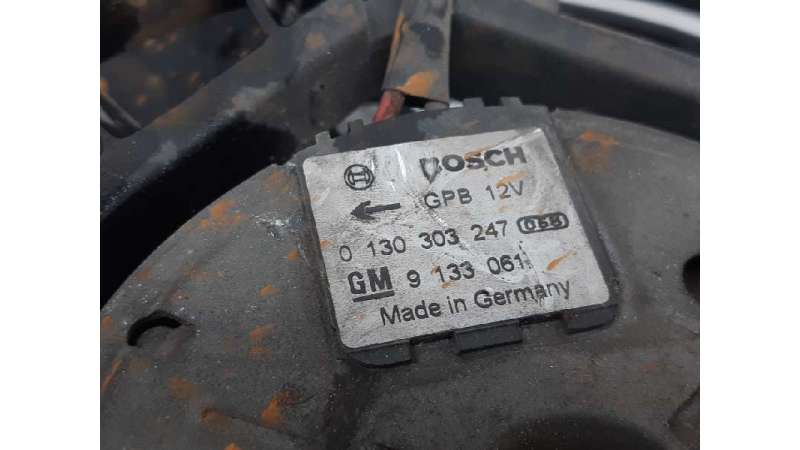 BOSCH
GPB 12V
0 130 303 247
GM 9 133 061
Made in Germany